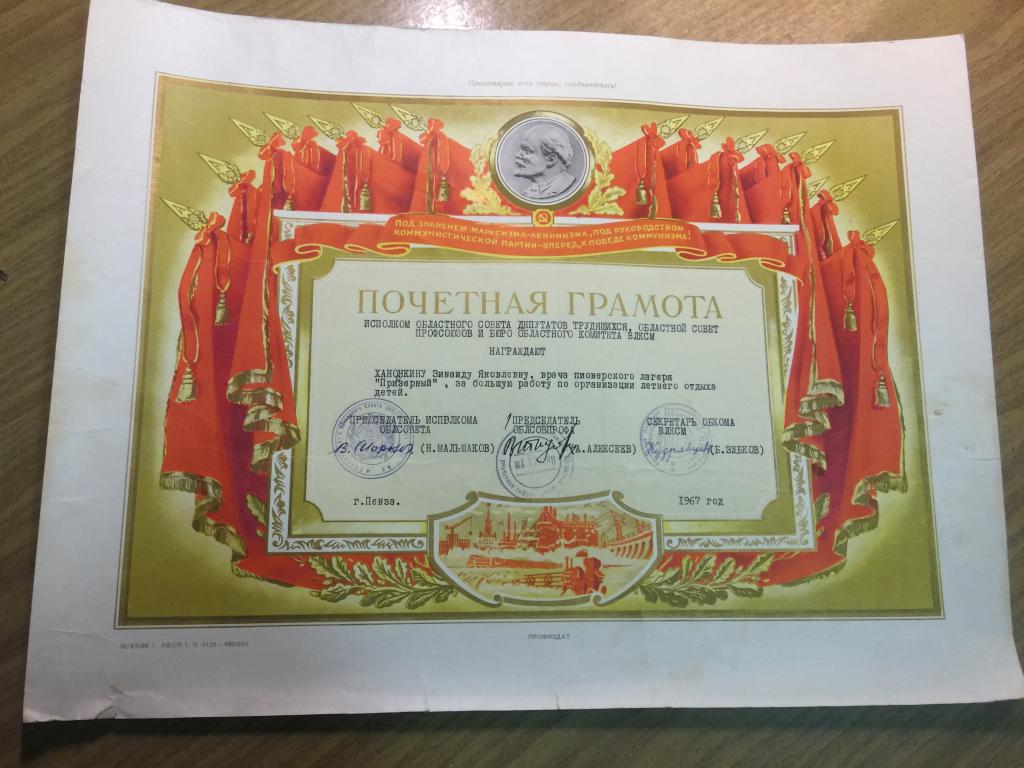 Пролетарии всех стран, соединяйтесь!
ПОД ЗНАМЕНЕМ МАРКСИЗМА-ЛЕНИНИЗМА, ПОД РУКОВОДСТВОМ
КОММУНИСТИЧЕСКОЙ ПАРТИИ-ВПЕРЕД, К ПОБЕДЕ КОММУНИЗМА!
ПОЧЕТНАЯ ГРАМОТА
ИСПОЛКОМ ОБЛАСТНОГО СОВЕТА ДЕПУТАТОВ ТРУДЯЩИХСЯ, ОБЛАСТНОЙ СОВЕТ
ПРОФСОЮЗОВ И БЮРО ОБЛАСТНОГО КОМИТЕТА ВЛКСМ
НАГРАЖДАЮТ
ХАНОНКИНУ Зинаиду Яковлевну, врача пионерского лагеря
"Призерный" , за большую работу по организации летнего отдыха
детей.
ПРЕДСЕДАТЕЛЬ ИСПОЛКОМА ПРЕДСЕДАТЕЛЬ СЕКРЕТАРЬ ОБКОМА
ОБЛСОВЕТА ОБЛСОВПРОФА ВЛКСМ
(Н.МАЛЬШАКОВ) АЛЕКСЕЕВ) (Б.ЗУБКОВ)
г.Пенза. 1967 год
ПРОФИЗДАТ